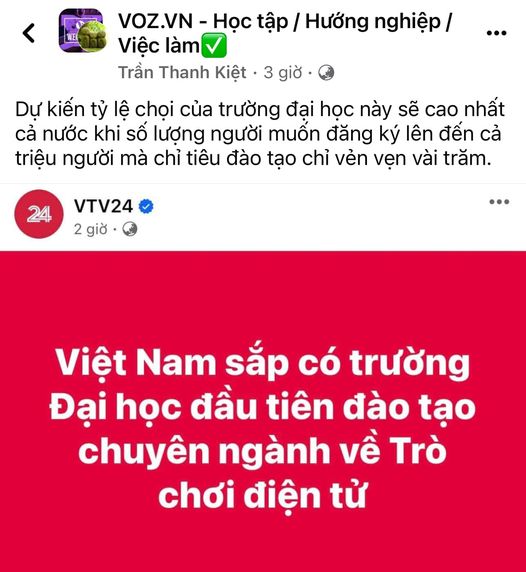 VOZ.VN - Học tập / Hướng nghiệp /
Việc làm✅
Trần Thanh Kiệt · 3 giờ ·
Dự kiến tỷ lệ chọi của trường đại học này sẽ cao nhất
cả nước khi số lượng người muốn đăng ký lên đến cả
triệu người mà chỉ tiêu đào tạo chỉ vẻn vẹn vài trăm.
24
VTV24
2 giờ ·
Việt Nam sắp có trường
Đại học đầu tiên đào tạo
chuyên ngành về Trò
chơi điện tử